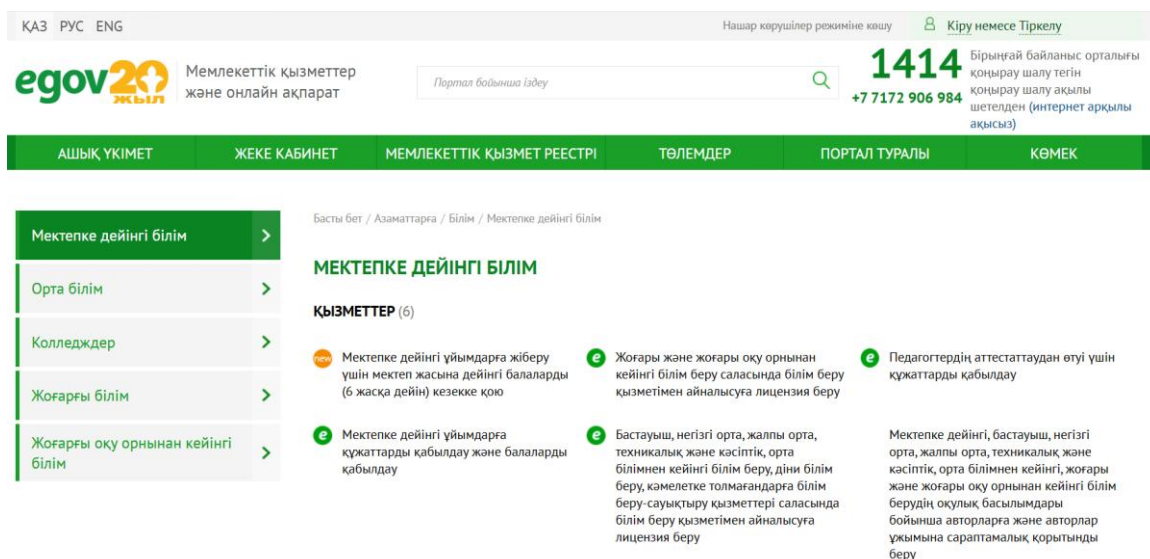 ҚАЗ РУС ENG
Нашар көрушілер режиміне көшу
Кіру немесе Тіркелу
egov 20 ЖЫЛ
Мемлекеттік қызметтер
және онлайн ақпарат
Портал бойынша іздеу
1414
+7 7172 906 984
Бірыңғай байланыс орталығы
қоңырау шалу тегін
қоңырау шалу ақылы
шетелден (интернет арқылы
ақысыз)
АШЫҚ ҮКІМЕТ
ЖЕКЕ КАБИНЕТ
МЕМЛЕКЕТТІК ҚЫЗМЕТ РЕЕСТРІ
ТӨЛЕМДЕР
ПОРТАЛ ТУРАЛЫ
КӨМЕК
Мектепке дейінгі білім
Орта білім
Колледждер
Жоғарғы білім
Жоғарғы оқу орнынан кейінгі
білім
Басты бет / Азаматтарға / Білім / Мектепке дейінгі білім
МЕКТЕПКЕ ДЕЙІНГІ БІЛІМ
ҚЫЗМЕТТЕР (6)
new
Мектепке дейінгі ұйымдарға жіберу
үшін мектеп жасына дейінгі балаларды
(6 жасқа дейін) кезекке қою
e
Жоғары және жоғары оқу орнынан
кейінгі білім беру саласында білім беру
қызметімен айналысуға лицензия беру
e
Педагогтердің аттестаттаудан өтуі үшін
құжаттарды қабылдау
e
Мектепке дейінгі ұйымдарға
құжаттарды қабылдау және балаларды
қабылдау
e
Бастауыш, негізгі орта, жалпы орта,
техникалық және кәсіптік, орта
білімнен кейінгі білім беру, діни білім
беру, кәмелетке толмағандарға білім
беру-сауықтыру қызметтері саласында
білім беру қызметімен айналысуға
лицензия беру
Мектепке дейінгі, бастауыш, негізгі
орта, жалпы орта, техникалық және
кәсіптік, орта білімнен кейінгі, жоғары
және жоғары оқу орнынан кейінгі білім
берудің оқулық басылымдары
бойынша авторларға және авторлар
ұжымына сараптамалық қорытынды
беру